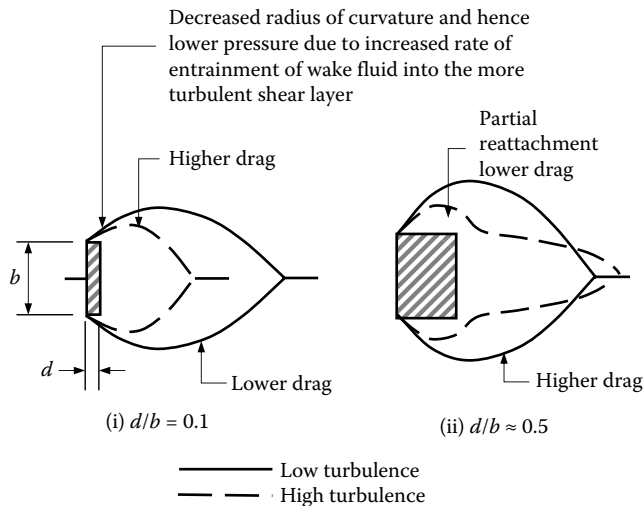 Decreased radius of curvature and hence
lower pressure due to increased rate of
entrainment of wake fluid into the more
turbulent shear layer
Higher drag
b
d
Lower drag
(i) d/b = 0.1
Partial
reattachment
lower drag
Higher drag
(ii) d/b ≈ 0.5
Low turbulence
High turbulence